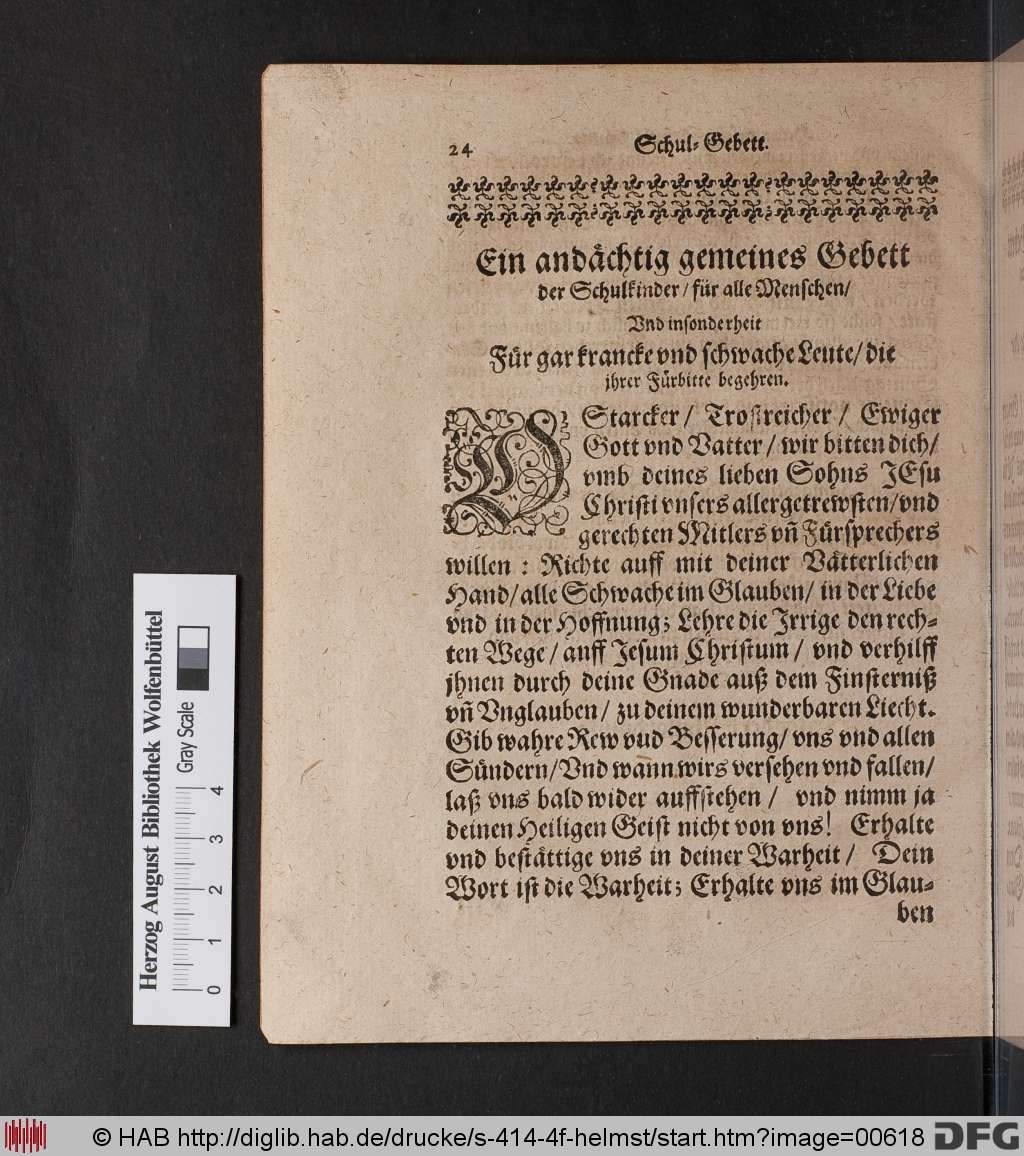 24 Schul-Gebett.
Ein andächtig gemeines Gebett
der Schulkinder / für alle Menschen /
Vnd insonderheit
Für gar krancke vnd schwache Leute / die
jhrer Fürbitte begehren.
O Starcker / Trostreicher / Ewiger
Gott vnd Vatter / wir bitten dich /
vmb deines lieben Sohns JEsu
Christi vnsers allergetrewsten / vnd
gerechten Mitlers vñ Fürsprechers
willen : Richte auff mit deiner Vätterlichen
Hand / alle Schwache im Glauben / in der Liebe
vnd in der Hoffnung; Lehre die Jrrige den rech-
ten Wege / auff Jesum Christum / vnd verhilff
jhnen durch deine Gnade auß dem Finsterniß
vñ Vnglauben / zu deinem wunderbaren Liecht.
Gib wahre Rew vud Besserung / vns vnd allen
Sündern / Vnd wann wirs versehen vnd fallen /
laß vns bald wider auffstehen / vnd nimm ja
deinen Heiligen Geist nicht von vns! Erhalte
vnd bestättige vns in deiner Warheit / Dein
Wort ist die Warheit; Erhalte vns im Glau-
ben
Herzog August Bibliothek Wolfenbüttel
Gray Scale
0 1 2 3 4
© HAB http://diglib.hab.de/drucke/s-414-4f-helmst/start.htm?image=00618 DFG